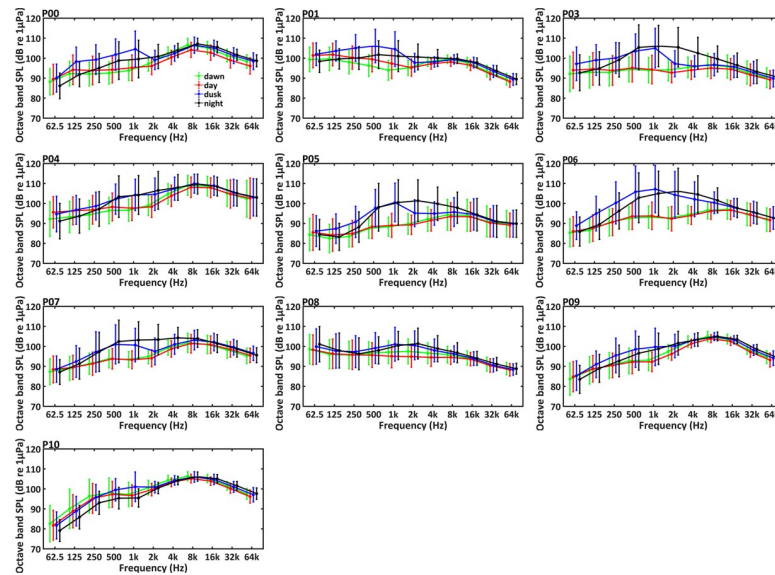 P00
Octave band SPL (dB re 1µPa)
120
110
100
90
80
70
dawn
day
dusk
night
62.5 125 250 500 1k 2k 4k 8k 16k 32k 64k
Frequency (Hz)
P01
Octave band SPL (dB re 1µPa)
120
110
100
90
80
70
62.5 125 250 500 1k 2k 4k 8k 16k 32k 64k
Frequency (Hz)
P03
Octave band SPL (dB re 1µPa)
120
110
100
90
80
70
62.5 125 250 500 1k 2k 4k 8k 16k 32k 64k
Frequency (Hz)
P04
Octave band SPL (dB re 1µPa)
120
110
100
90
80
70
62.5 125 250 500 1k 2k 4k 8k 16k 32k 64k
Frequency (Hz)
P05
Octave band SPL (dB re 1µPa)
120
110
100
90
80
70
62.5 125 250 500 1k 2k 4k 8k 16k 32k 64k
Frequency (Hz)
P06
Octave band SPL (dB re 1µPa)
120
110
100
90
80
70
62.5 125 250 500 1k 2k 4k 8k 16k 32k 64k
Frequency (Hz)
P07
Octave band SPL (dB re 1µPa)
120
110
100
90
80
70
62.5 125 250 500 1k 2k 4k 8k 16k 32k 64k
Frequency (Hz)
P08
Octave band SPL (dB re 1µPa)
120
110
100
90
80
70
62.5 125 250 500 1k 2k 4k 8k 16k 32k 64k
Frequency (Hz)
P09
Octave band SPL (dB re 1µPa)
120
110
100
90
80
70
62.5 125 250 500 1k 2k 4k 8k 16k 32k 64k
Frequency (Hz)
P10
Octave band SPL (dB re 1µPa)
120
110
100
90
80
70
62.5 125 250 500 1k 2k 4k 8k 16k 32k 64k
Frequency (Hz)